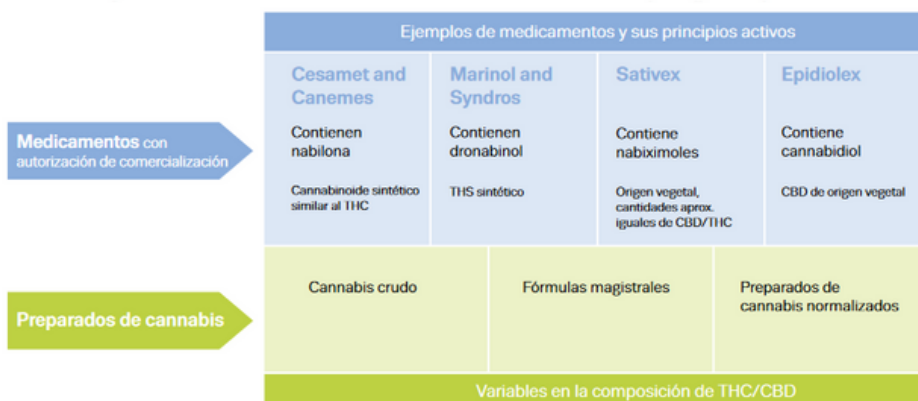 Ejemplos de medicamentos y sus principios activos
Cesamet and
Canemes
Marinol and
Syndros
Sativex
Epidiolex
Medicamentos con
autorización de comercialización
Contienen
nabilona
Contienen
dronabinol
Contiene
nabiximoles
Contiene
cannabidiol
Cannabinoide sintético
similar al THC
THS sintético
Origen vegetal,
cantidades aprox.
iguales de CBD/THC
CBD de origen vegetal
Preparados de cannabis
Cannabis crudo
Fórmulas magistrales
Preparados de
cannabis normalizados
Variables en la composición de THC/CBD